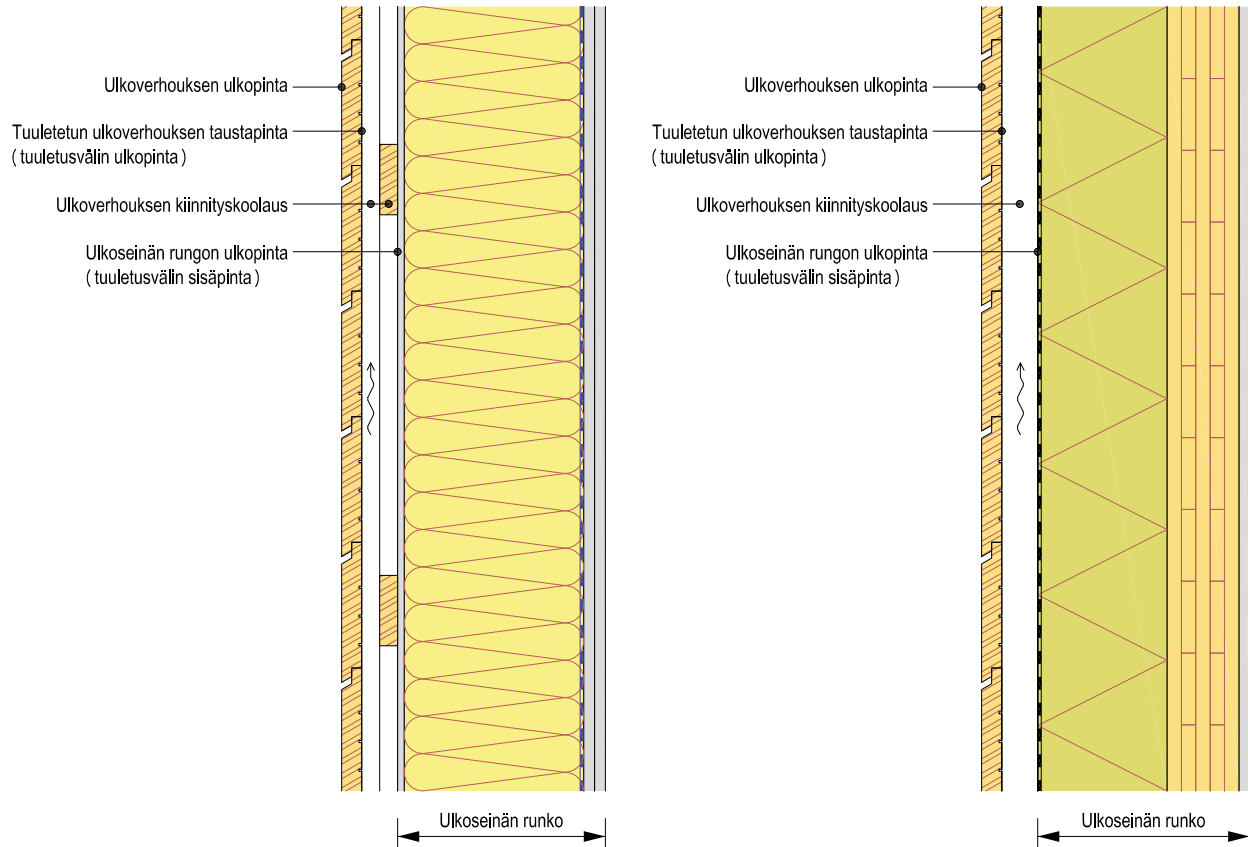 Ulkoverhouksen ulkopinta
Tuuletetun ulkoverhouksen taustapinta
( tuuletusvälin ulkopinta )
Ulkoverhouksen kiinnityskoolaus
Ulkoseinän rungon ulkopinta
( tuuletusvälin sisäpinta )
Ulkoseinän runko
Ulkoverhouksen ulkopinta
Tuuletetun ulkoverhouksen taustapinta
( tuuletusvälin ulkopinta )
Ulkoverhouksen kiinnityskoolaus
Ulkoseinän rungon ulkopinta
( tuuletusvälin sisäpinta )
Ulkoseinän runko